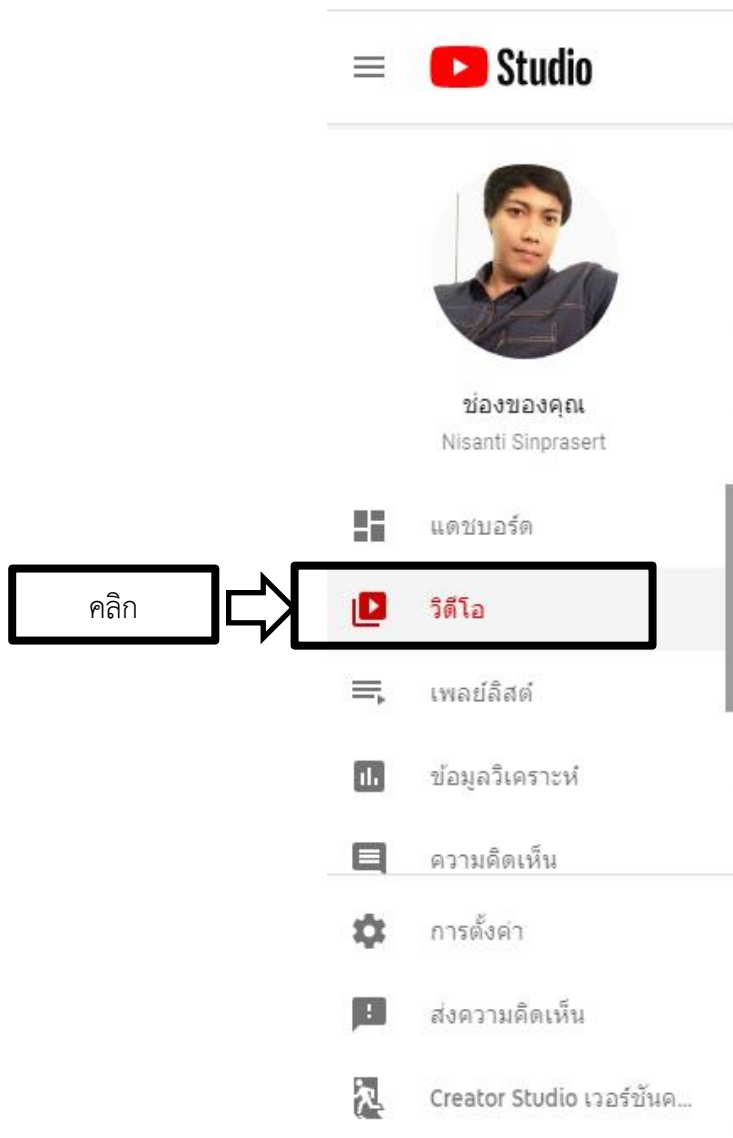 Studio
ช่องของคุณ
Nisanti Sinprasert
แดชบอร์ด
คลิก
วิดีโอ
เพลย์ลิสต์
ข้อมูลวิเคราะห์
ความคิดเห็น
การตั้งค่า
ส่งความคิดเห็น
Creator Studio เวอร์ชันค...